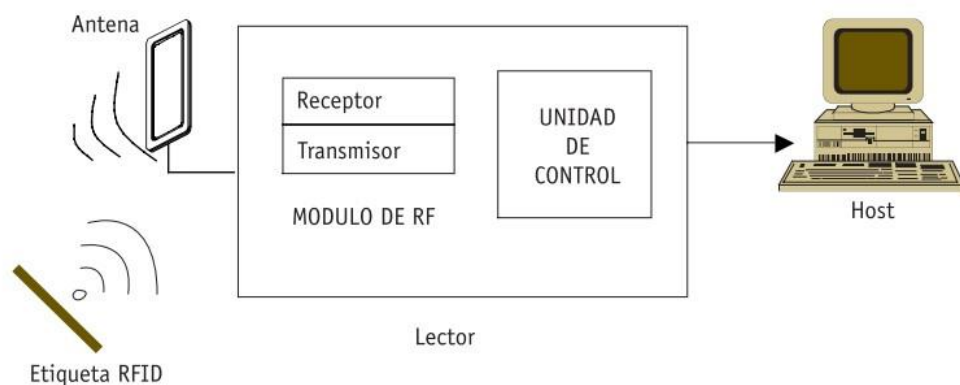 Antena
Receptor
Transmisor
MODULO DE RF
UNIDAD
DE
CONTROL
Host
Lector
Etiqueta RFID